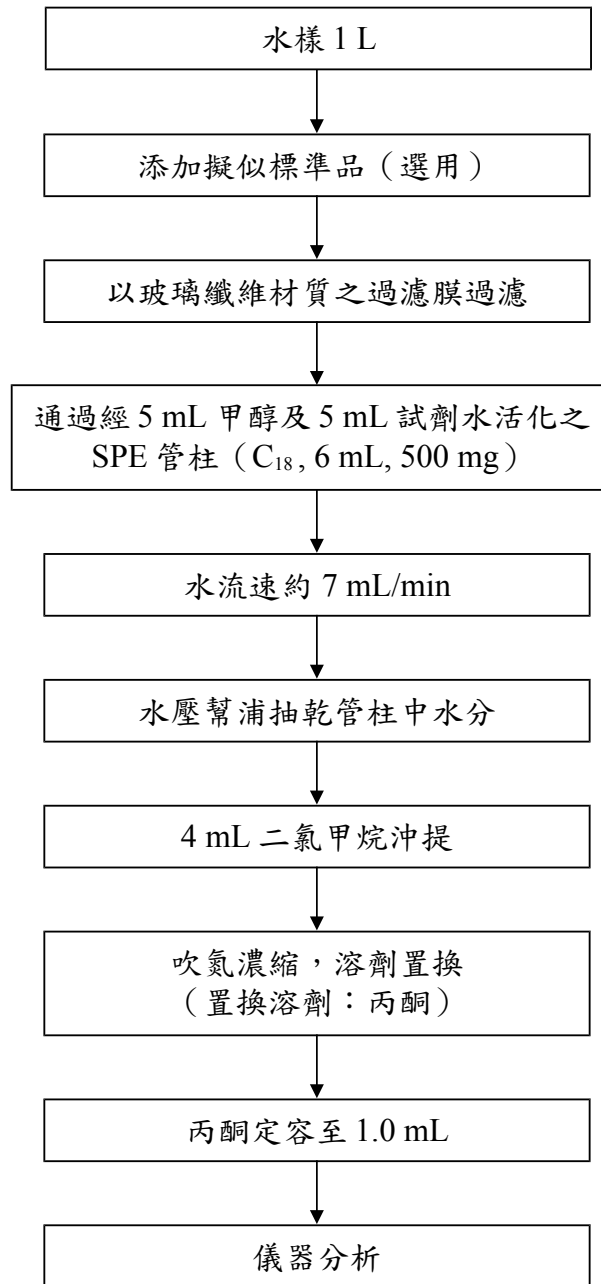 水樣 1 L
添加擬似標準品（選用）
以玻璃纖維材質之過濾膜過濾
通過經 5 mL 甲醇及 5 mL 試劑水活化之
SPE 管柱（C₁₈ , 6 mL, 500 mg）
水流速約 7 mL/min
水壓幫浦抽乾管柱中水分
4 mL 二氯甲烷沖提
吹氮濃縮，溶劑置換
（置換溶劑：丙酮）
丙酮定容至 1.0 mL
儀器分析